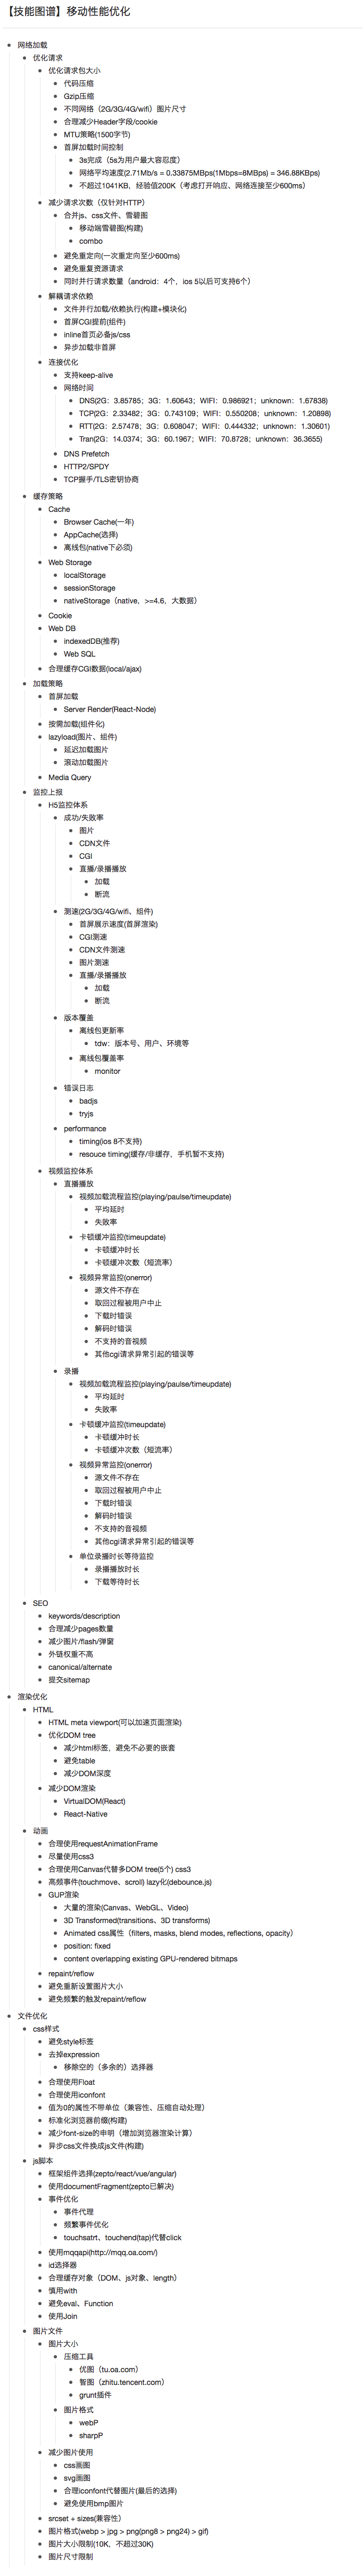 【技能图谱】移动性能优化
网络加载
优化请求
优化请求包大小
代码压缩
Gzip压缩
不同网络（2G/3G/4G/wifi）图片尺寸
合理减少Header字段/cookie
MTU策略(1500字节)
首屏加载时间控制
3s完成（5s为用户最大容忍度）
网络平均速度(2.71Mb/s = 0.33875MBps(1Mbps=8MBps) = 346.88KBps)
不超过1041KB，经验值200K（考虑打开响应、网络连接至少600ms）
减少请求次数（仅针对HTTP）
合并js、css文件、雪碧图
移动端雪碧图(构建)
combo
避免重定向(一次重定向至少600ms)
避免重复资源请求
同时并行请求数量（android：4个，ios 5以后可支持6个）
解耦请求依赖
文件并行加载/依赖执行(构建+模块化)
首屏CGI提前(组件)
inline首页必备js/css
异步加载非首屏
连接优化
支持keep-alive
网络时间
DNS(2G：3.85785；3G：1.60643；WIFI：0.986921；unknown：1.67838)
TCP(2G：2.33482；3G：0.743109；WIFI：0.550208；unknown：1.20898)
RTT(2G：2.57478；3G：0.608047；WIFI：0.444332；unknown：1.30601)
Tran(2G：14.0374；3G：60.1967；WIFI：70.8728，unknown：36.3655)
DNS Prefetch
HTTP2/SPDY
TCP握手/TLS密钥协商
缓存策略
Cache
Browser Cache(一年)
AppCache(选择)
离线包(native下必须)
Web Storage
localStorage
sessionStorage
nativeStorage（native，>=4.6，大数据）
Cookie
Web DB
indexedDB(推荐)
Web SQL
合理缓存CGI数据(local/ajax)
加载策略
首屏加载
Server Render(React-Node)
按需加载(组件化)
lazyload(图片、组件)
延迟加载图片
滚动加载图片
Media Query
监控上报
H5监控体系
成功/失败率
图片
CDN文件
CGI
直播/录播播放
加载
断流
测速(2G/3G/4G/wifi、组件)
首屏展示速度(首屏渲染)
CGI测速
CDN文件测速
图片测速
直播/录播播放
加载
断流
版本覆盖
离线包更新率
tdw：版本号、用户、环境等
离线包覆盖率
monitor
错误日志
badjs
tryjs
performance
timing(ios 8不支持)
resouce timing(缓存/非缓存，手机暂不支持)
视频监控体系
直播播放
视频加载流程监控(playing/paulse/timeupdate)
平均延时
失败率
卡顿缓冲监控(timeupdate)
卡顿缓冲时长
卡顿缓冲次数（短流率）
视频异常监控(onerror)
源文件不存在
取回过程被用户中止
下载时错误
解码时错误
不支持的音视频
其他cgi请求异常引起的错误等
录播
视频加载流程监控(playing/paulse/timeupdate)
平均延时
失败率
卡顿缓冲监控(timeupdate)
卡顿缓冲时长
卡顿缓冲次数（短流率）
视频异常监控(onerror)
源文件不存在
取回过程被用户中止
下载时错误
解码时错误
不支持的音视频
其他cgi请求异常引起的错误等
单位录播时长等待监控
录播播放时长
下载等待时长
SEO
keywords/description
合理减少pages数量
减少图片/flash/弹窗
外链权重不高
canonical/alternate
提交sitemap
渲染优化
HTML
HTML meta viewport(可以加速页面渲染)
优化DOM tree
减少html标签，避免不必要的嵌套
避免table
减少DOM深度
减少DOM渲染
VirtualDOM(React)
React-Native
动画
合理使用requestAnimationFrame
尽量使用css3
合理使用Canvas代替多DOM tree(5个) css3
高频事件(touchmove、scroll) lazy化(debounce.js)
GUP渲染
大量的渲染(Canvas、WebGL、Video)
3D Transformed(transitions、3D transforms)
Animated css属性（filters, masks, blend modes, reflections, opacity）
position: fixed
content overlapping existing GPU-rendered bitmaps
repaint/reflow
避免重新设置图片大小
避免频繁的触发repaint/reflow
文件优化
css样式
避免style标签
去掉expression
移除空的（多余的）选择器
合理使用Float
合理使用iconfont
值为0的属性不带单位（兼容性、压缩自动处理）
标准化浏览器前缀(构建)
减少font-size的申明（增加浏览器渲染计算）
异步css文件换成js文件(构建)
js脚本
框架组件选择(zepto/react/vue/angular)
使用documentFragment(zepto已解决)
事件优化
事件代理
频繁事件优化
touchsatrt、touchend(tap)代替click
使用mqqapi(http://mqq.oa.com/)
id选择器
合理缓存对象（DOM、js对象、length）
慎用with
避免eval、Function
使用Join
图片文件
图片大小
压缩工具
优图（tu.oa.com）
智图（zhitu.tencent.com）
grunt插件
图片格式
webP
sharpP
减少图片使用
css画图
svg画图
合理iconfont代替图片(最后的选择)
避免使用bmp图片
srcset + sizes(兼容性）
图片格式(webp > jpg > png(png8 > png24) > gif)
图片大小限制(10K，不超过30K)
图片尺寸限制